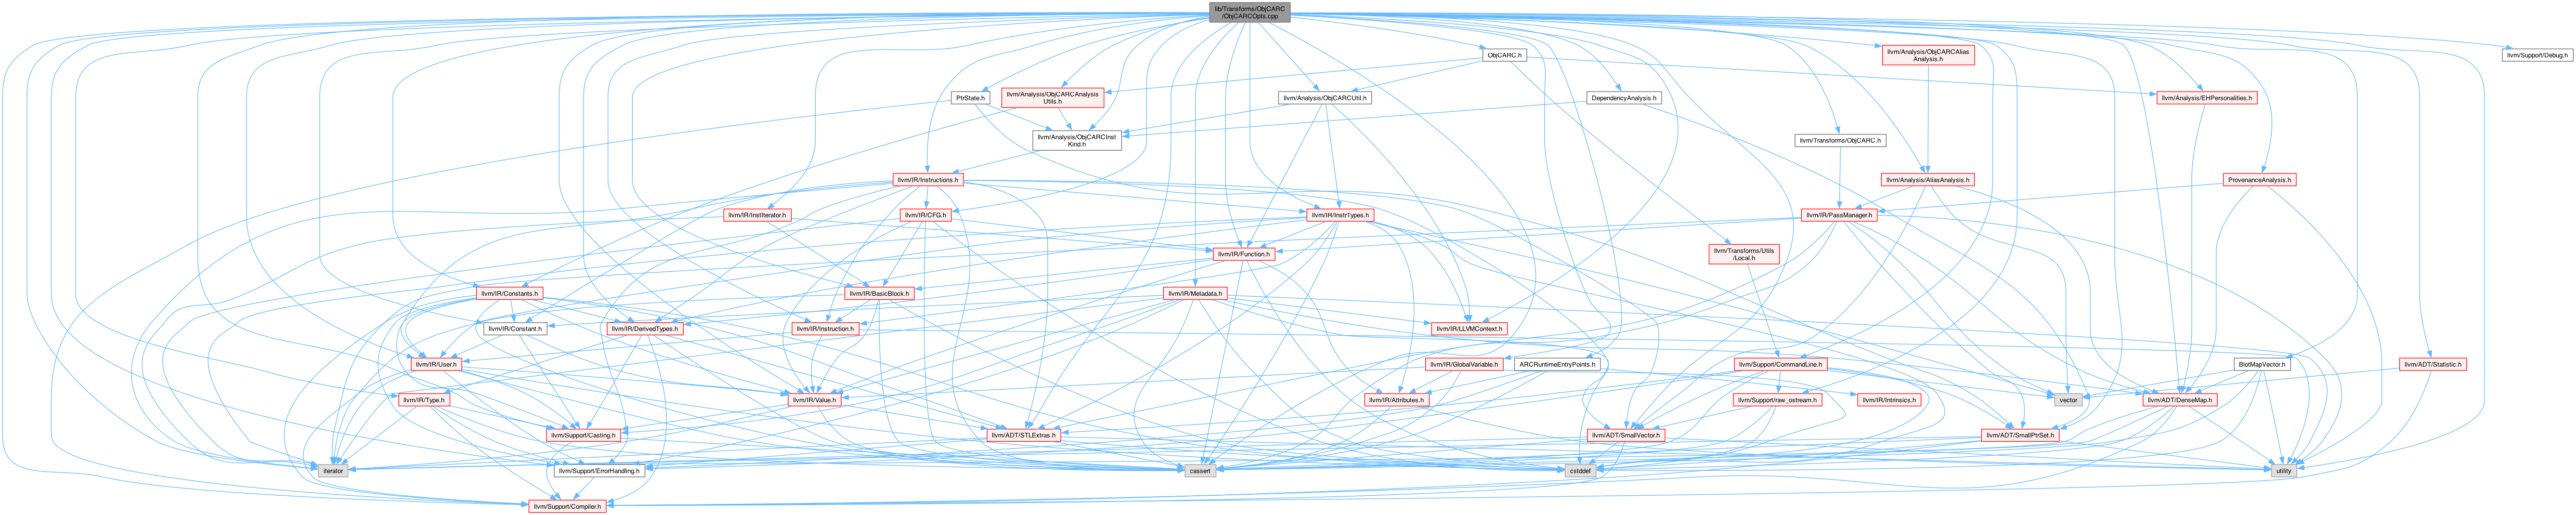 lib/Transforms/ObjCARC
/ObjCARCOpts.cpp
ObjCARC.h
llvm/Analysis/ObjCARCAlias
Analysis.h
llvm/Support/Debug.h
PtrState.h
llvm/Analysis/ObjCARCAnalysis
Utils.h
llvm/Analysis/ObjCARCUtil.h
DependencyAnalysis.h
llvm/Analysis/EHPersonalities.h
llvm/Analysis/ObjCARCInst
Kind.h
llvm/Transforms/ObjCARC.h
llvm/IR/Instructions.h
llvm/Analysis/AliasAnalysis.h
ProvenanceAnalysis.h
llvm/IR/InstIterator.h
llvm/IR/CFG.h
llvm/IR/InstrTypes.h
llvm/IR/PassManager.h
llvm/IR/Function.h
llvm/Transforms/Utils
/Local.h
llvm/IR/Constants.h
llvm/IR/BasicBlock.h
llvm/IR/Metadata.h
llvm/IR/Constant.h
llvm/IR/DerivedTypes.h
llvm/IR/Instruction.h
llvm/IR/LLVMContext.h
llvm/IR/User.h
llvm/IR/GlobalVariable.h
ARCRuntimeEntryPoints.h
llvm/Support/CommandLine.h
BlotMapVector.h
llvm/ADT/Statistic.h
llvm/IR/Type.h
llvm/IR/Value.h
llvm/IR/Attributes.h
llvm/Support/raw_ostream.h
llvm/IR/Intrinsics.h
vector
llvm/ADT/DenseMap.h
llvm/Support/Casting.h
llvm/ADT/STLExtras.h
llvm/ADT/SmallVector.h
llvm/ADT/SmallPtrSet.h
iterator
llvm/Support/ErrorHandling.h
cassert
cstddef
utility
llvm/Support/Compiler.h